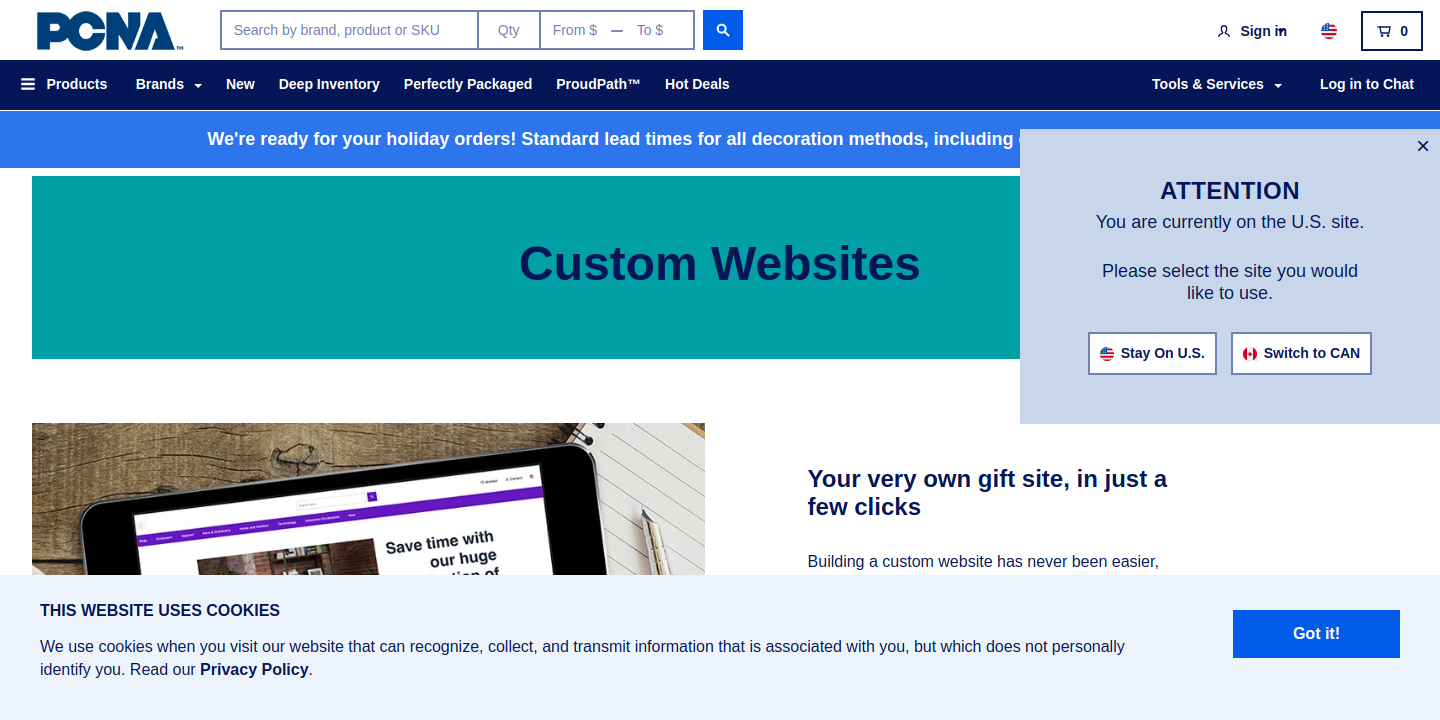 PCNA™
Search by brand, product or SKU
Qty
From $ — To $
Sign in
0
Products
Brands
New
Deep Inventory
Perfectly Packaged
ProudPath™
Hot Deals
Tools & Services
Log in to Chat
We're ready for your holiday orders! Standard lead times for all decoration methods, including
×
ATTENTION
You are currently on the U.S. site.
Please select the site you would
like to use.
Stay On U.S.
Switch to CAN
Custom Websites
Save time with
our huge
Your very own gift site, in just a
few clicks
Building a custom website has never been easier,
THIS WEBSITE USES COOKIES
We use cookies when you visit our website that can recognize, collect, and transmit information that is associated with you, but which does not personally
identify you. Read our Privacy Policy.
Got it!